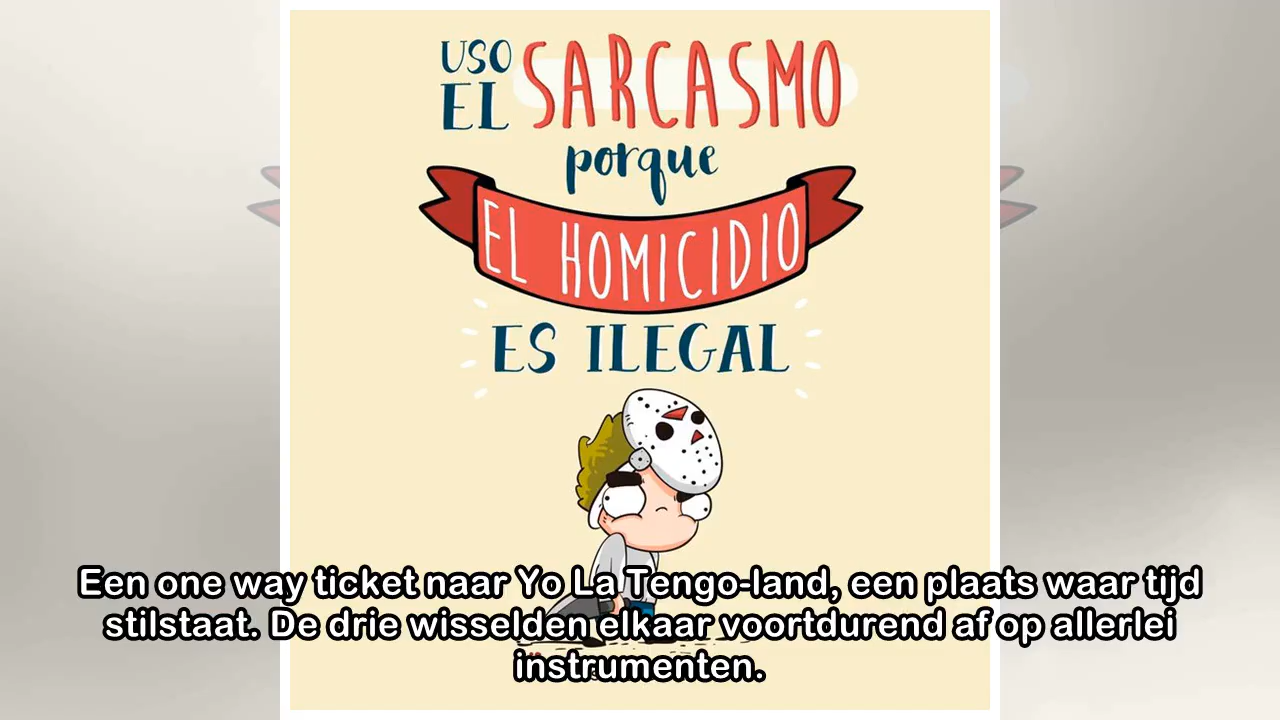 USO
EL SARCASMO
porque
EL HOMICIDIO
ES ILEGAL
Een one way ticket naar Yo La Tengo-land, een plaats waar tijd
stilstaat. De drie wisselden elkaar voortdurend af op allerlei
instrumenten.